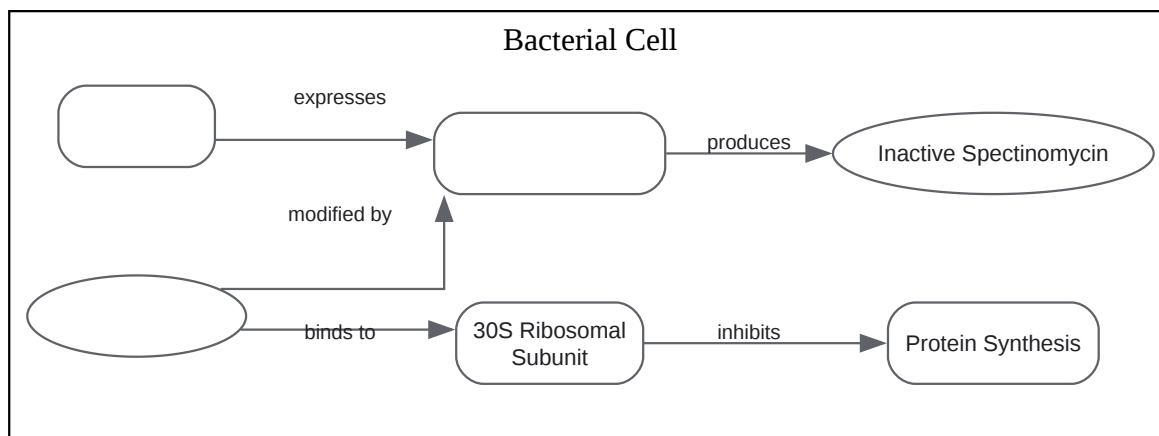 Bacterial Cell
expresses
produces
Inactive Spectinomycin
modified by
binds to
30S Ribosomal
Subunit
inhibits
Protein Synthesis